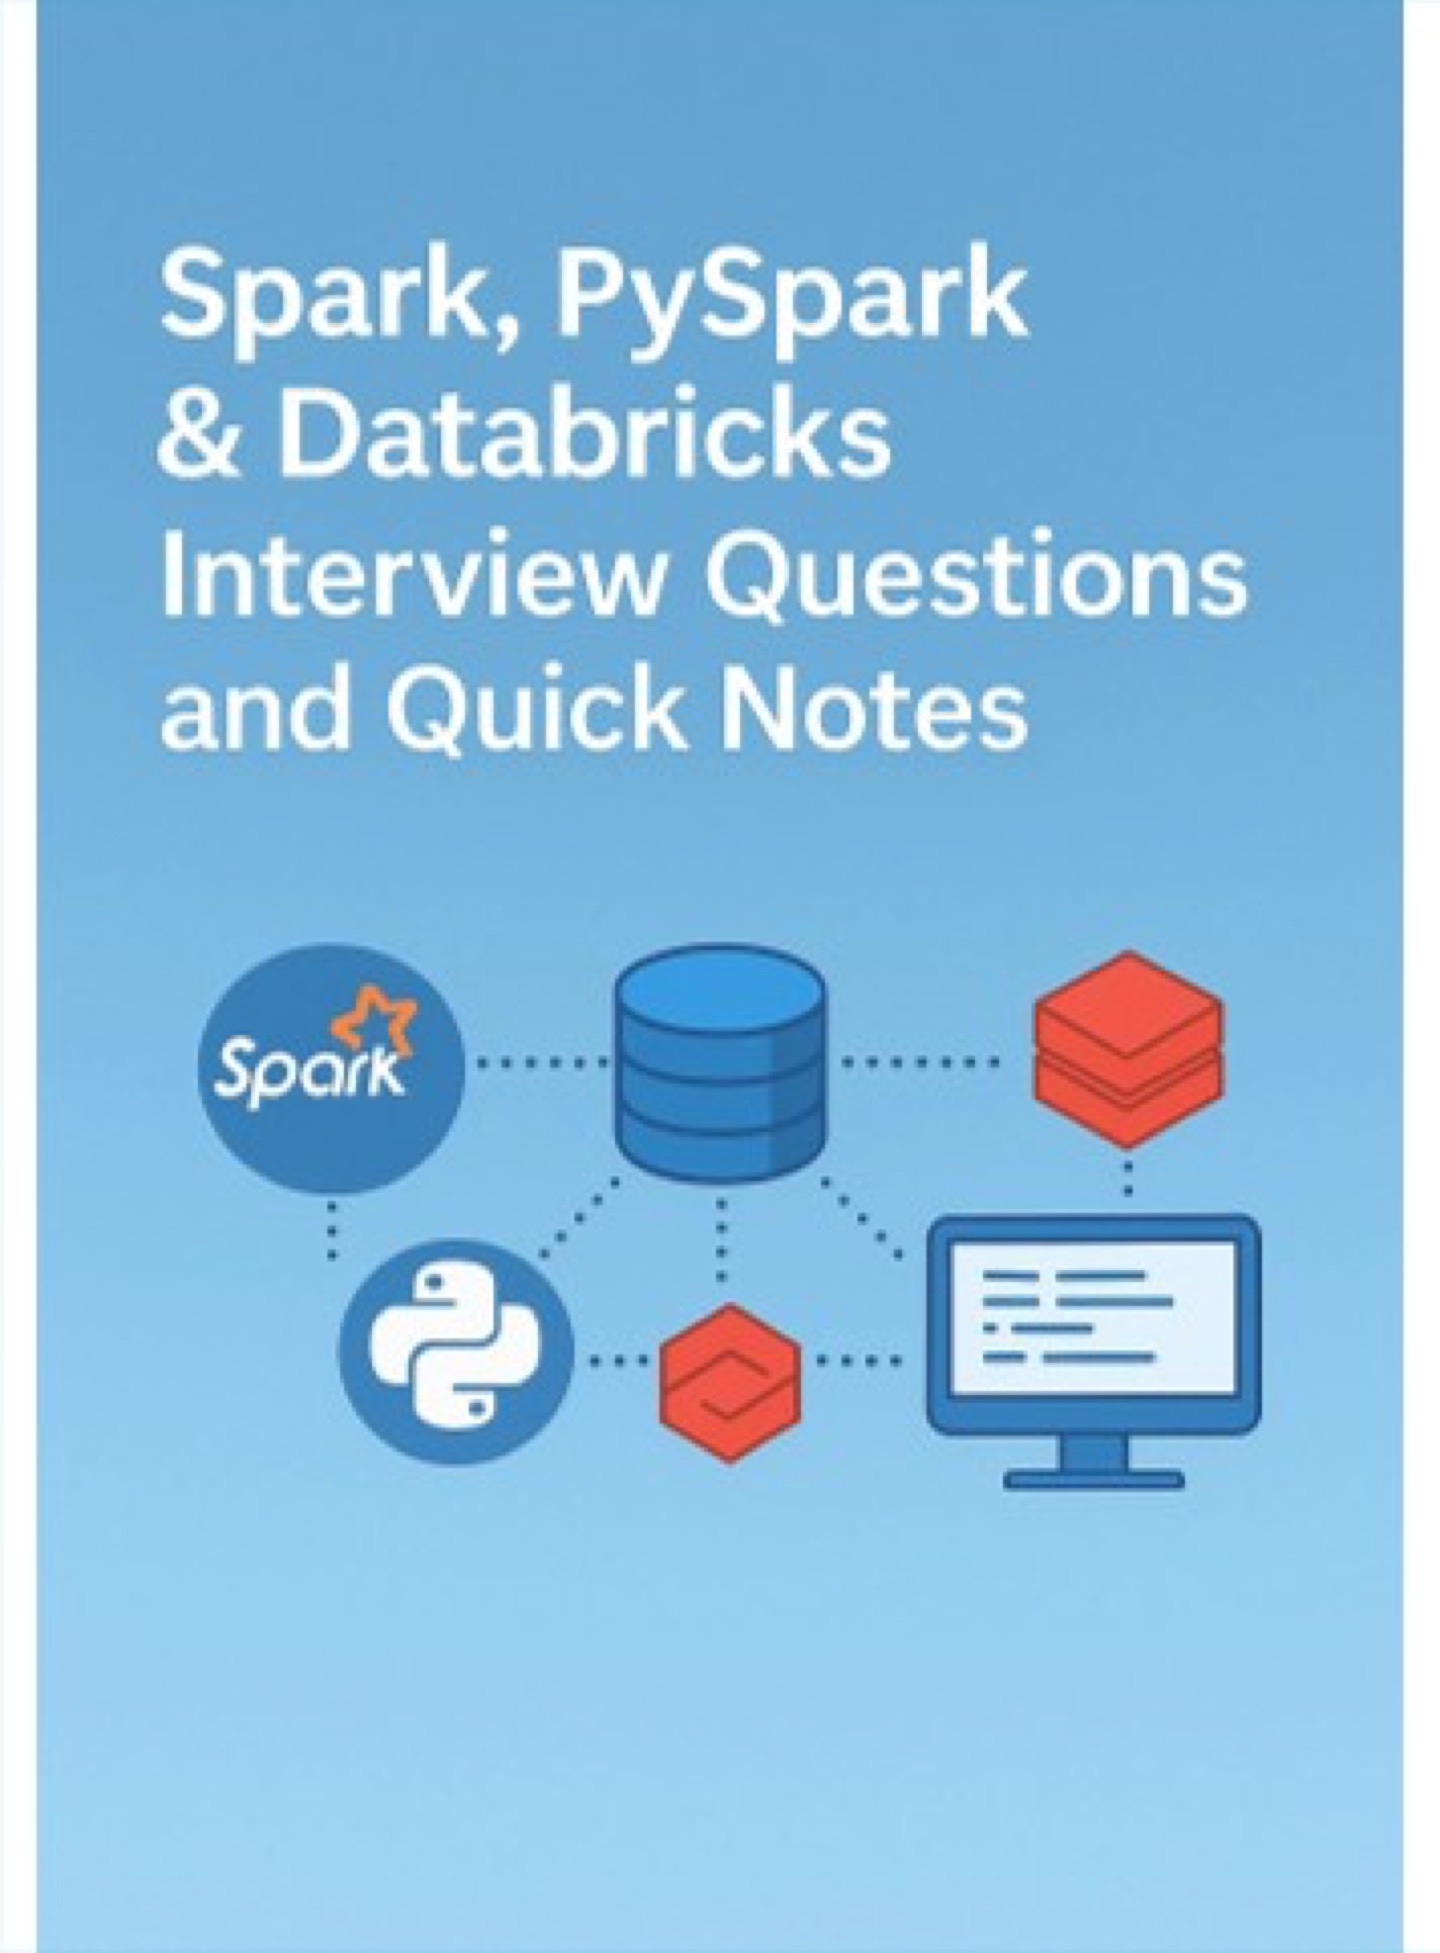 Spark, PySpark
& Databricks
Interview Questions
and Quick Notes
Spark